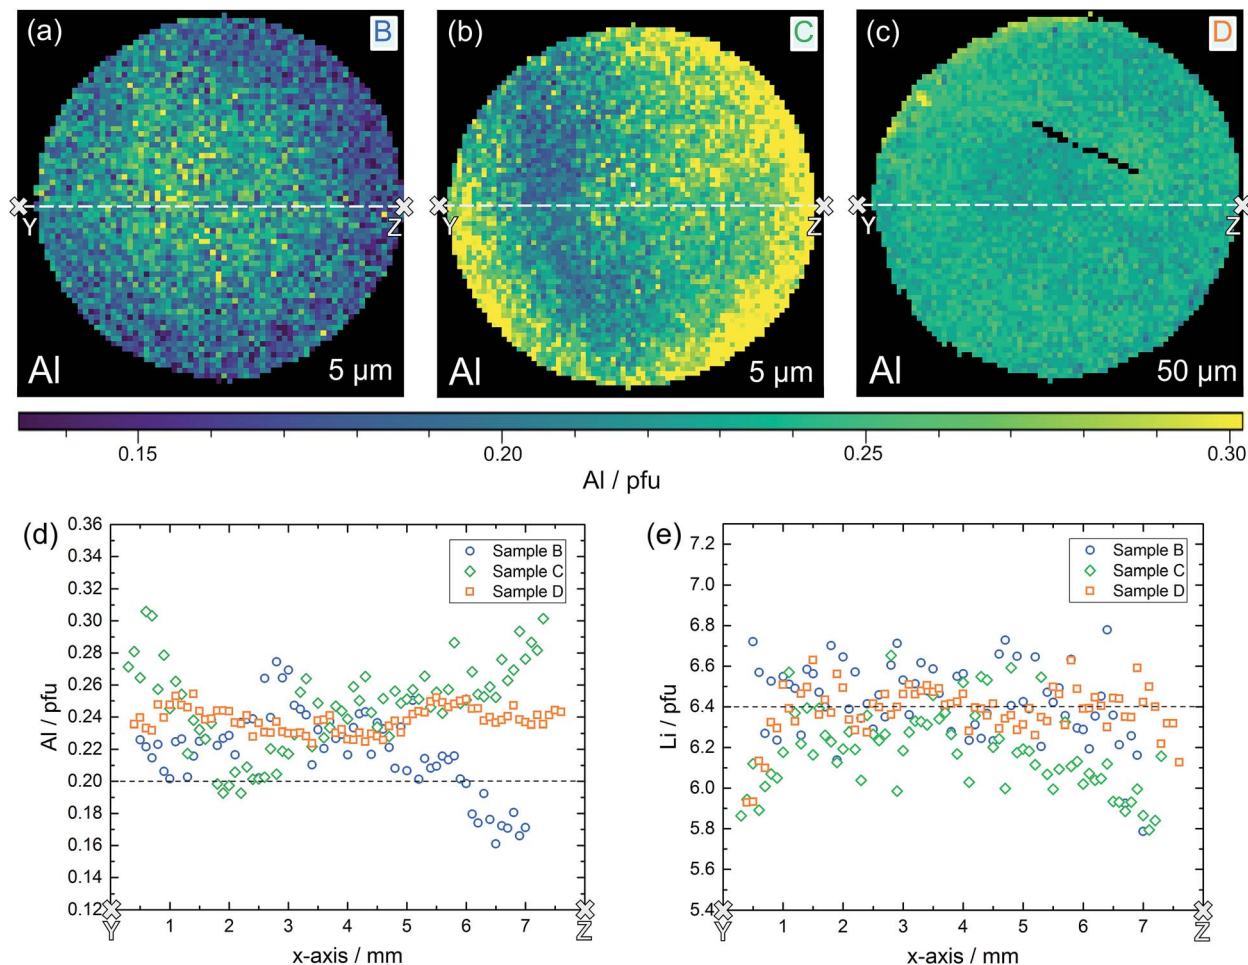 (a) B
Y Z
Al 5 µm
(b) C
Y Z
Al 5 µm
(c) D
Y Z
Al 50 µm
0.15 0.20 0.25 0.30
Al / pfu
(d)
0.36
0.34
0.32
0.30
0.28
0.26
0.24
0.22
0.20
0.18
0.16
0.14
0.12
Al / pfu
Sample B
Sample C
Sample D
Y 1 2 3 4 5 6 7 Z
x-axis / mm
(e)
7.2
7.0
6.8
6.6
6.4
6.2
6.0
5.8
5.6
5.4
Li / pfu
Sample B
Sample C
Sample D
Y 1 2 3 4 5 6 7 Z
x-axis / mm